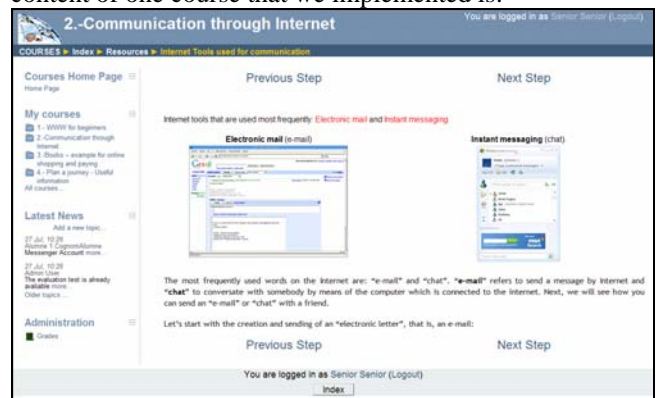 content of one course that we implemented is:
2.-Communication through Internet
You are logged in as Senior Senior (Logout)
COURSES ► Index ► Resources ► Internet Tools used for communication
Courses Home Page
Home Page
My courses
1 - WWW for beginners
2.-Communication through
Internet
3. Books – example for online
shopping and paying
4 - Plan a journey - Useful
information
All courses...
Latest News
Add a new topic...
27 Jul, 10:28
Alumne 1 CognomAlumne
Messenger Account more...
27 Jul, 10:26
Admin User
The evaluation test is already
available more...
Older topics ...
Administration
Grades
Previous Step
Next Step
Internet tools that are used most frequently: Electronic mail and Instant messaging
Electronic mail (e-mail)
Instant messaging (chat)
The most frequently used words on the Internet are: "e-mail" and "chat". "e-mail" refers to send a message by Internet and
"chat" to conversate with somebody by means of the computer which is connected to the Internet. Next, we will see how you
can send an "e-mail" or "chat" with a friend.
Let's start with the creation and sending of an "electronic letter", that is, an e-mail:
Previous Step
Next Step
You are logged in as Senior Senior (Logout)
Index